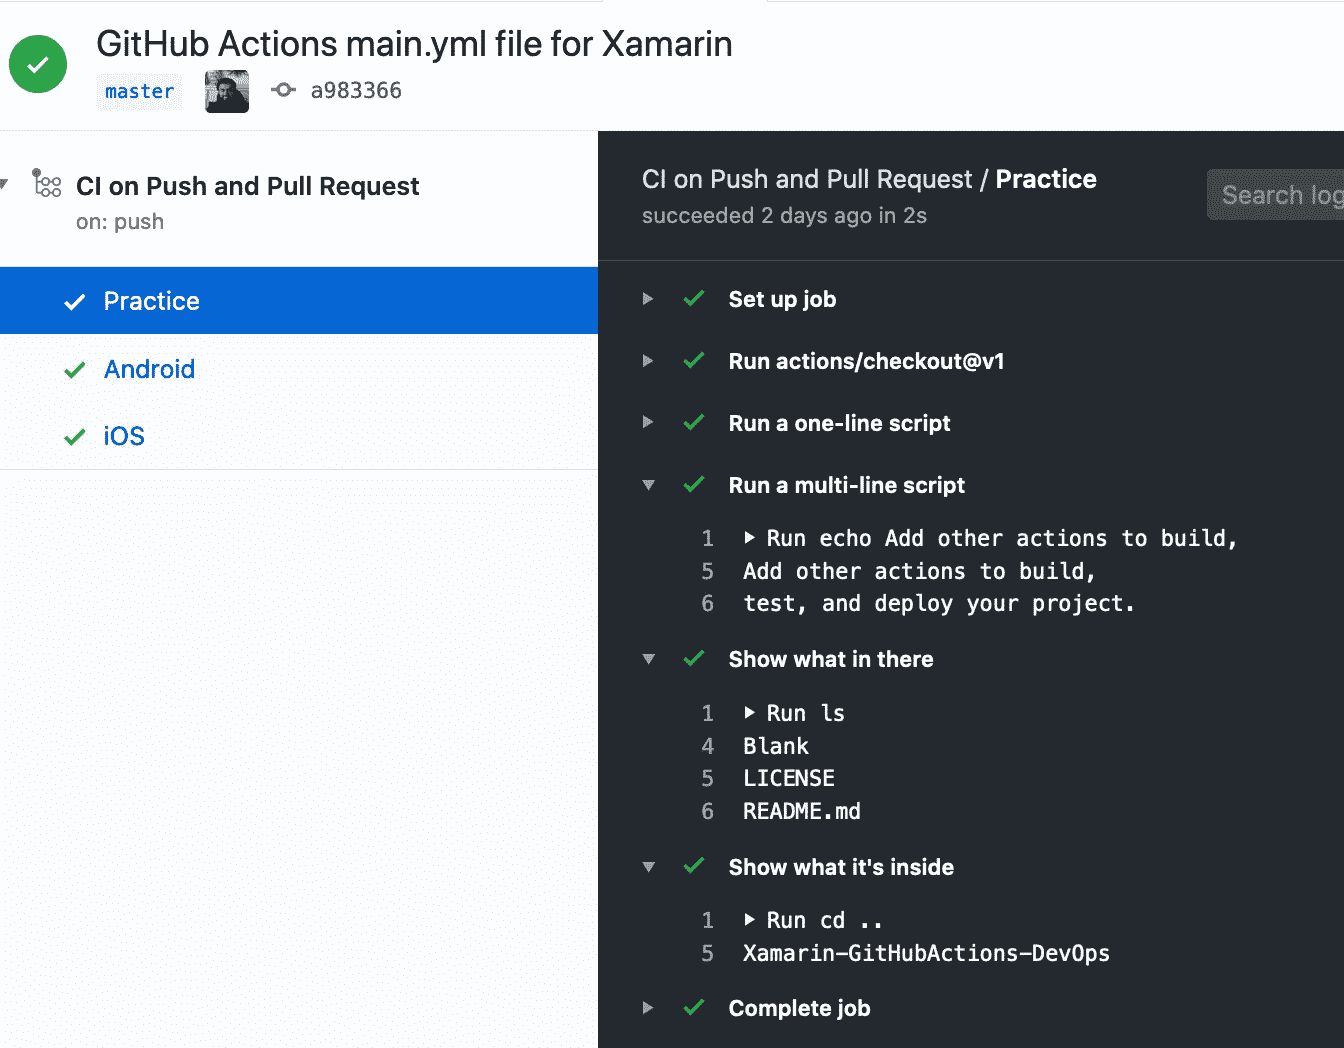 GitHub Actions main.yml file for Xamarin
master a983366
CI on Push and Pull Request
on: push
Practice
Android
iOS
CI on Push and Pull Request / Practice
succeeded 2 days ago in 2s
Search log
Set up job
Run actions/checkout@v1
Run a one-line script
Run a multi-line script
1 Run echo Add other actions to build,
5 Add other actions to build,
6 test, and deploy your project.
Show what in there
1 Run ls
4 Blank
5 LICENSE
6 README.md
Show what it's inside
1 Run cd ..
5 Xamarin-GitHubActions-DevOps
Complete job